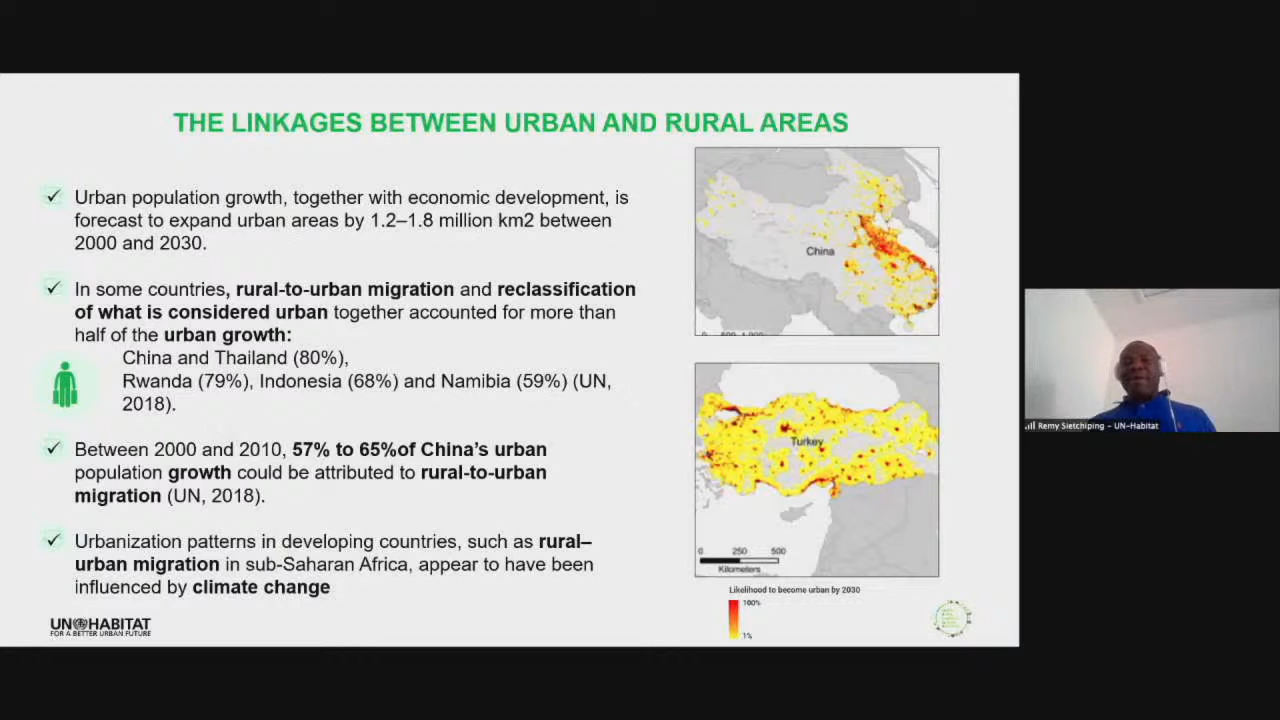 THE LINKAGES BETWEEN URBAN AND RURAL AREAS
✓ Urban population growth, together with economic development, is
forecast to expand urban areas by 1.2–1.8 million km2 between
2000 and 2030.
✓ In some countries, rural-to-urban migration and reclassification
of what is considered urban together accounted for more than
half of the urban growth:
China and Thailand (80%),
Rwanda (79%), Indonesia (68%) and Namibia (59%) (UN,
2018).
✓ Between 2000 and 2010, 57% to 65%of China's urban
population growth could be attributed to rural-to-urban
migration (UN, 2018).
✓ Urbanization patterns in developing countries, such as rural–
urban migration in sub-Saharan Africa, appear to have been
influenced by climate change
UN HABITAT
FOR A BETTER URBAN FUTURE
China
Turkey
0 250 500
Kilometers
Likelihood to become urban by 2030
100%
1%
Remy Sietchiping - UN-Habitat